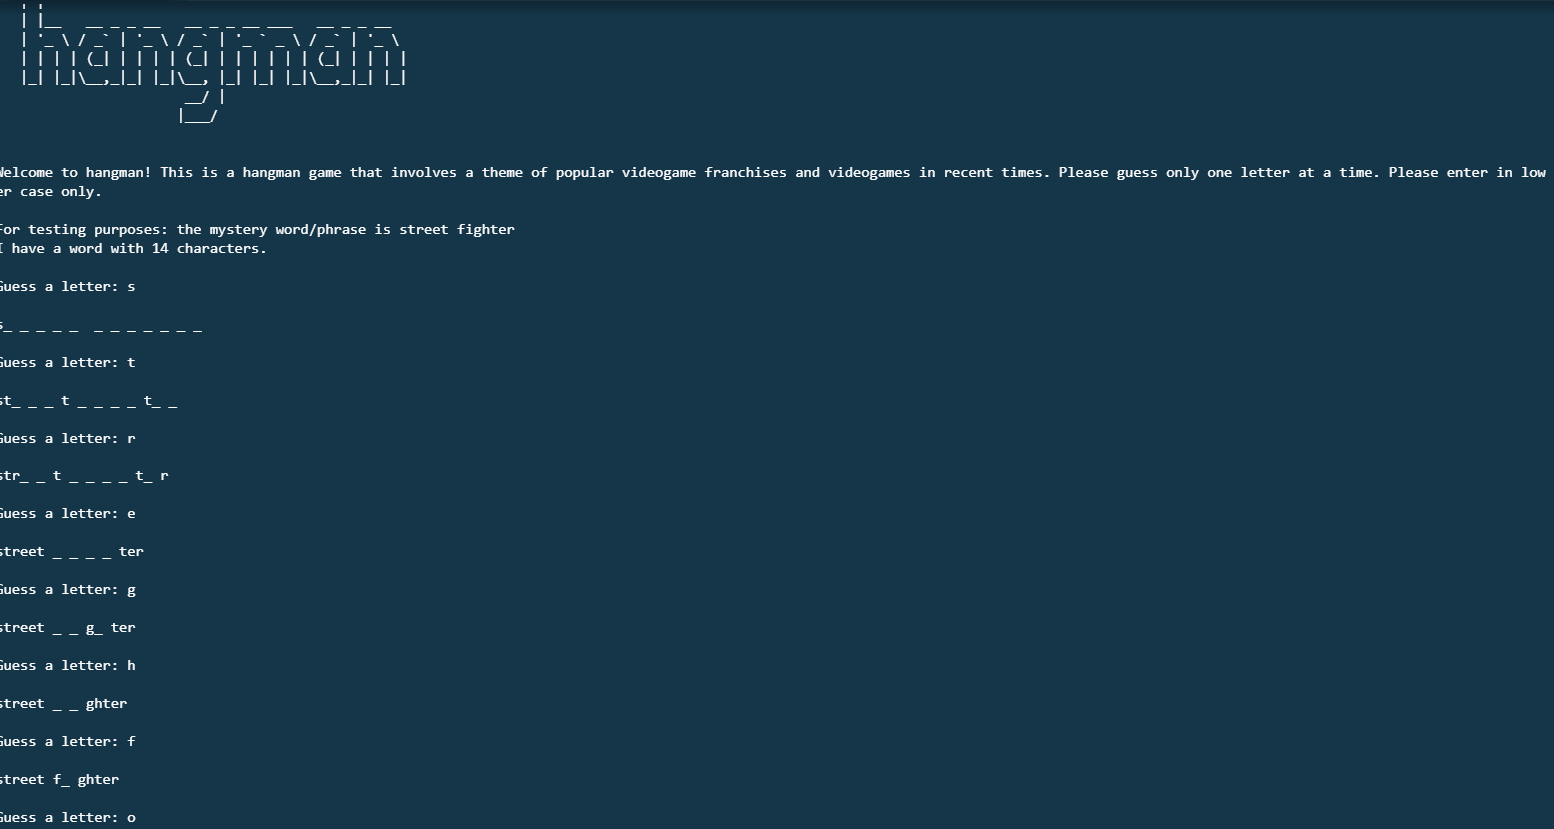 hangman
Welcome to hangman! This is a hangman game that involves a theme of popular videogame franchises and videogames in recent times. Please guess only one letter at a time. Please enter in low
er case only.
For testing purposes: the mystery word/phrase is street fighter
I have a word with 14 characters.
Guess a letter: s
s_ _ _ _ _  _ _ _ _ _ _ _
Guess a letter: t
st_ _ _ t _ _ _ _ t_ _
Guess a letter: r
str_ _ t _ _ _ _ t_ r
Guess a letter: e
street _ _ _ _ ter
Guess a letter: g
street _ _ g_ ter
Guess a letter: h
street _ _ ghter
Guess a letter: f
street f_ ghter
Guess a letter: o